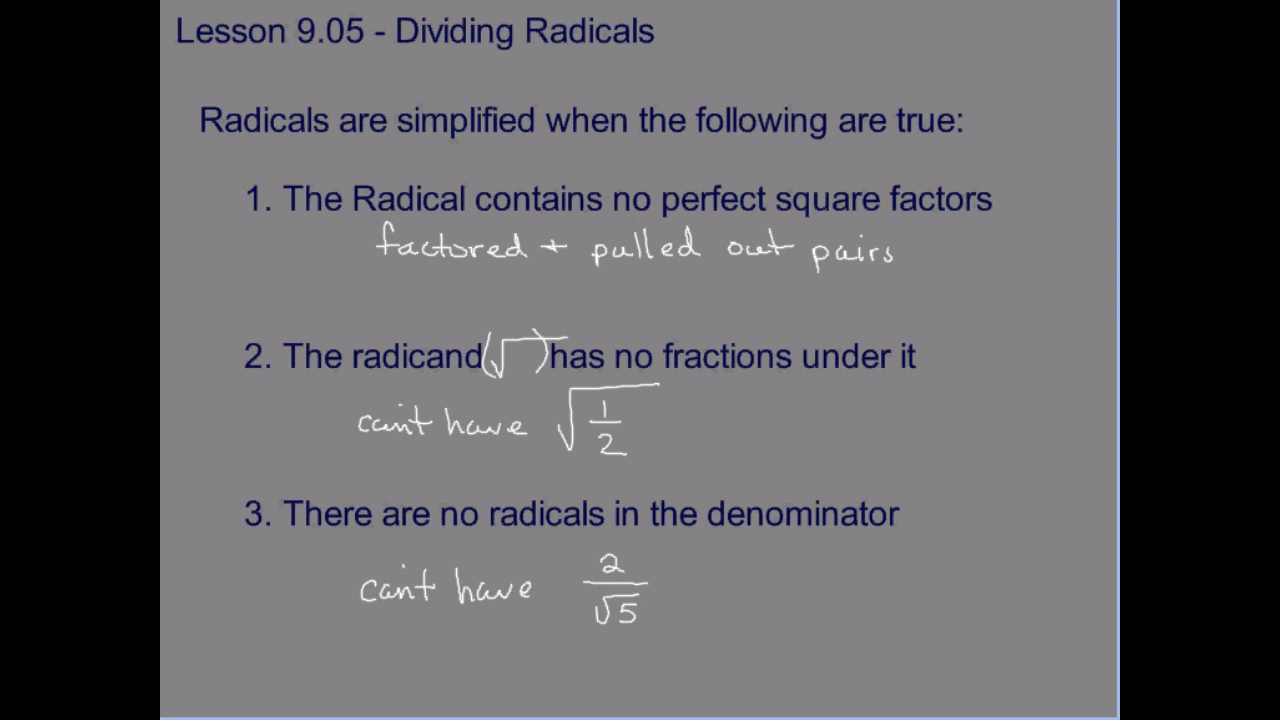 Lesson 9.05 - Dividing Radicals
Radicals are simplified when the following are true:
1. The Radical contains no perfect square factors
factored + pulled out pairs
2. The radicand (√ ) has no fractions under it
can't have √(1/2)
3. There are no radicals in the denominator
can't have 2/√5